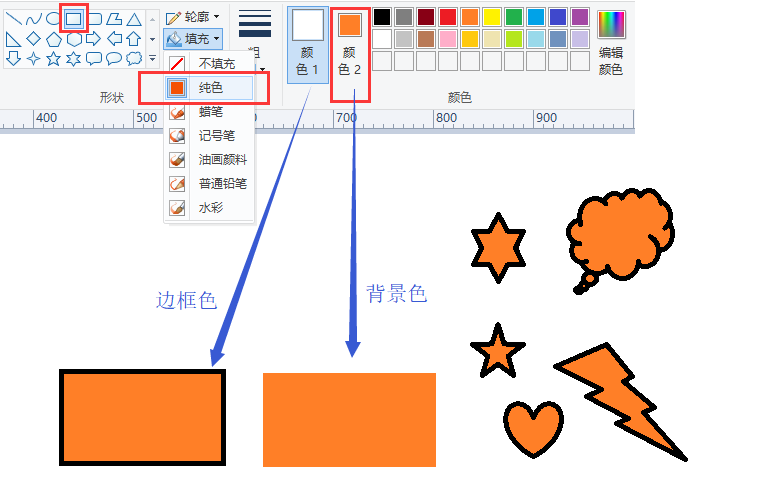 轮廓
填充
粗
颜
色 1
颜
色 2
编辑
颜色
形状
颜色
不填充
纯色
蜡笔
记号笔
油画颜料
普通铅笔
水彩
400
500
700
800
900
边框色
背景色